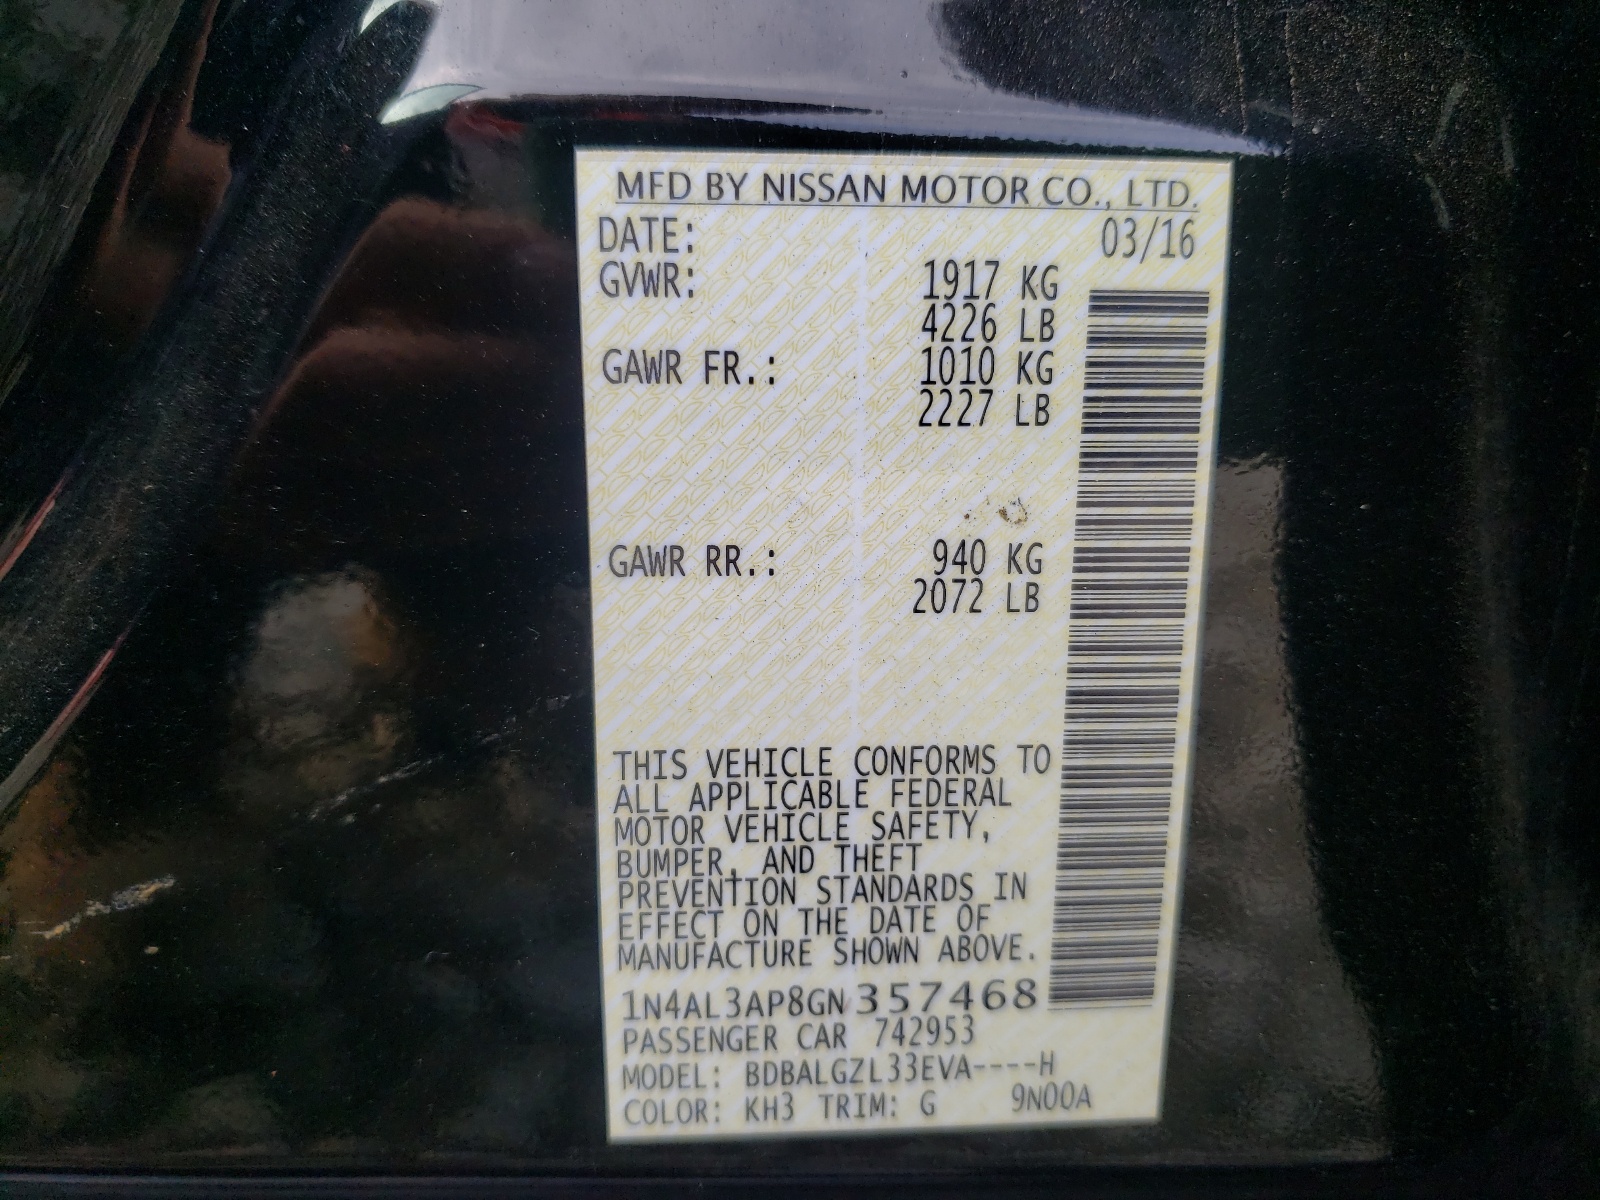 MFD BY NISSAN MOTOR CO., LTD.
DATE: 03/16
GVWR: 1917 KG
4226 LB
GAWR FR.: 1010 KG
2227 LB
GAWR RR.: 940 KG
2072 LB
THIS VEHICLE CONFORMS TO
ALL APPLICABLE FEDERAL
MOTOR VEHICLE SAFETY,
BUMPER, AND THEFT
PREVENTION STANDARDS IN
EFFECT ON THE DATE OF
MANUFACTURE SHOWN ABOVE.
1N4AL3AP8GN357468
PASSENGER CAR 742953
MODEL: BDBALGZL33EVA----H
COLOR: KH3 TRIM: G 9N00A